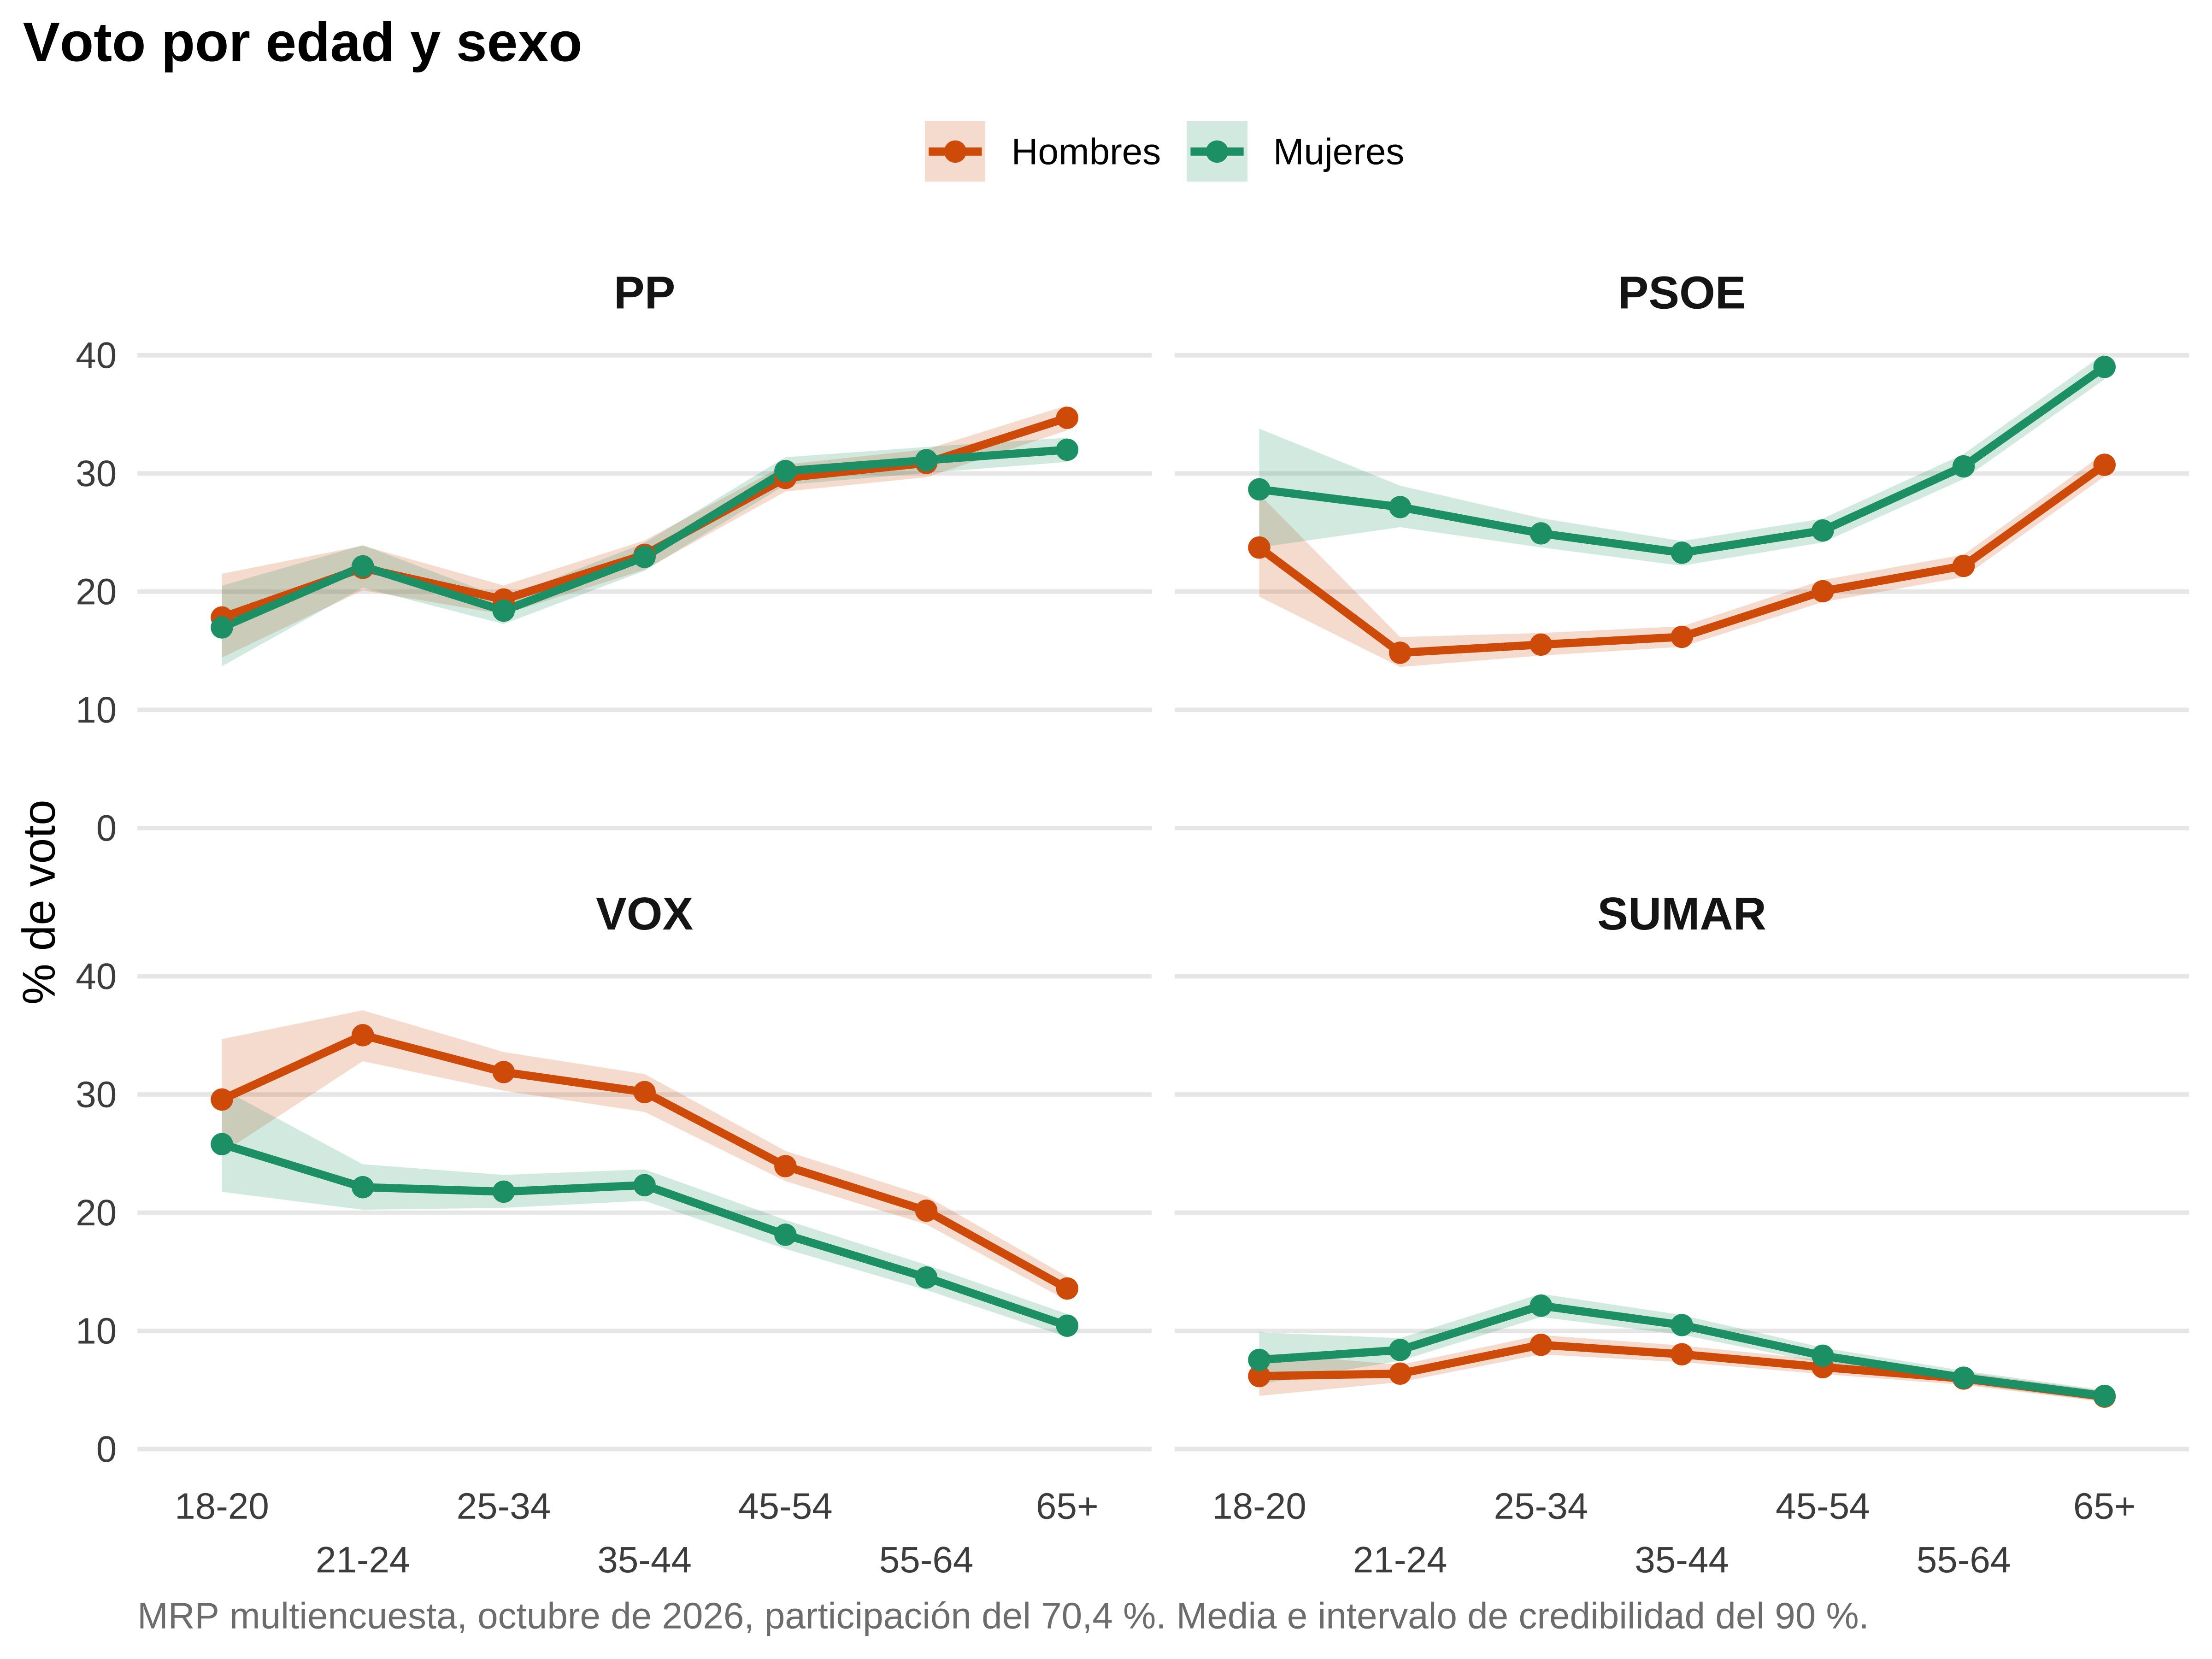 Voto por edad y sexo
Hombres Mujeres
PP PSOE
40
30
20
10
0
% de voto
VOX SUMAR
40
30
20
10
0
18-20 25-34 45-54 65+ 18-20 25-34 45-54 65+
21-24 35-44 55-64 21-24 35-44 55-64
MRP multiencuesta, octubre de 2026, participación del 70,4 %. Media e intervalo de credibilidad del 90 %.